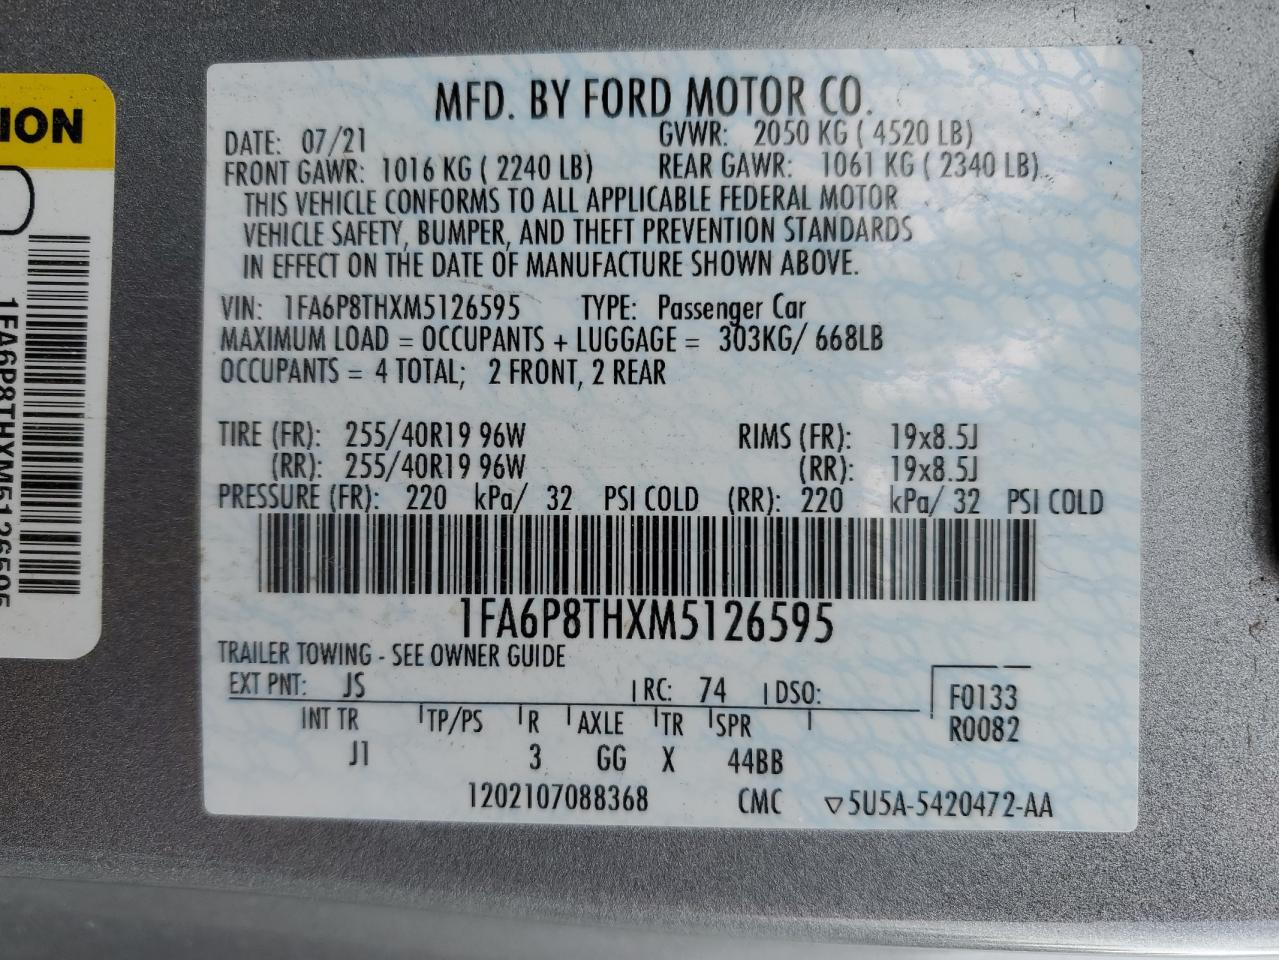 ION
1FA6P8THXM5126595
MFD. BY FORD MOTOR CO.
DATE: 07/21 GVWR: 2050 KG ( 4520 LB)
FRONT GAWR: 1016 KG ( 2240 LB) REAR GAWR: 1061 KG ( 2340 LB)
THIS VEHICLE CONFORMS TO ALL APPLICABLE FEDERAL MOTOR
VEHICLE SAFETY, BUMPER, AND THEFT PREVENTION STANDARDS
IN EFFECT ON THE DATE OF MANUFACTURE SHOWN ABOVE.
VIN: 1FA6P8THXM5126595 TYPE: Passenger Car
MAXIMUM LOAD = OCCUPANTS + LUGGAGE = 303KG/ 668LB
OCCUPANTS = 4 TOTAL; 2 FRONT, 2 REAR
TIRE (FR): 255/40R19 96W RIMS (FR): 19x8.5J
(RR): 255/40R19 96W (RR): 19x8.5J
PRESSURE (FR): 220 kPa/ 32 PSI COLD (RR): 220 kPa/ 32 PSI COLD
1FA6P8THXM5126595
TRAILER TOWING - SEE OWNER GUIDE
EXT PNT: JS RC: 74 DSO: F0133
INT TR TP/PS R AXLE TR SPR R0082
J1 3 GG X 44BB
1202107088368 CMC ▽5U5A-5420472-AA